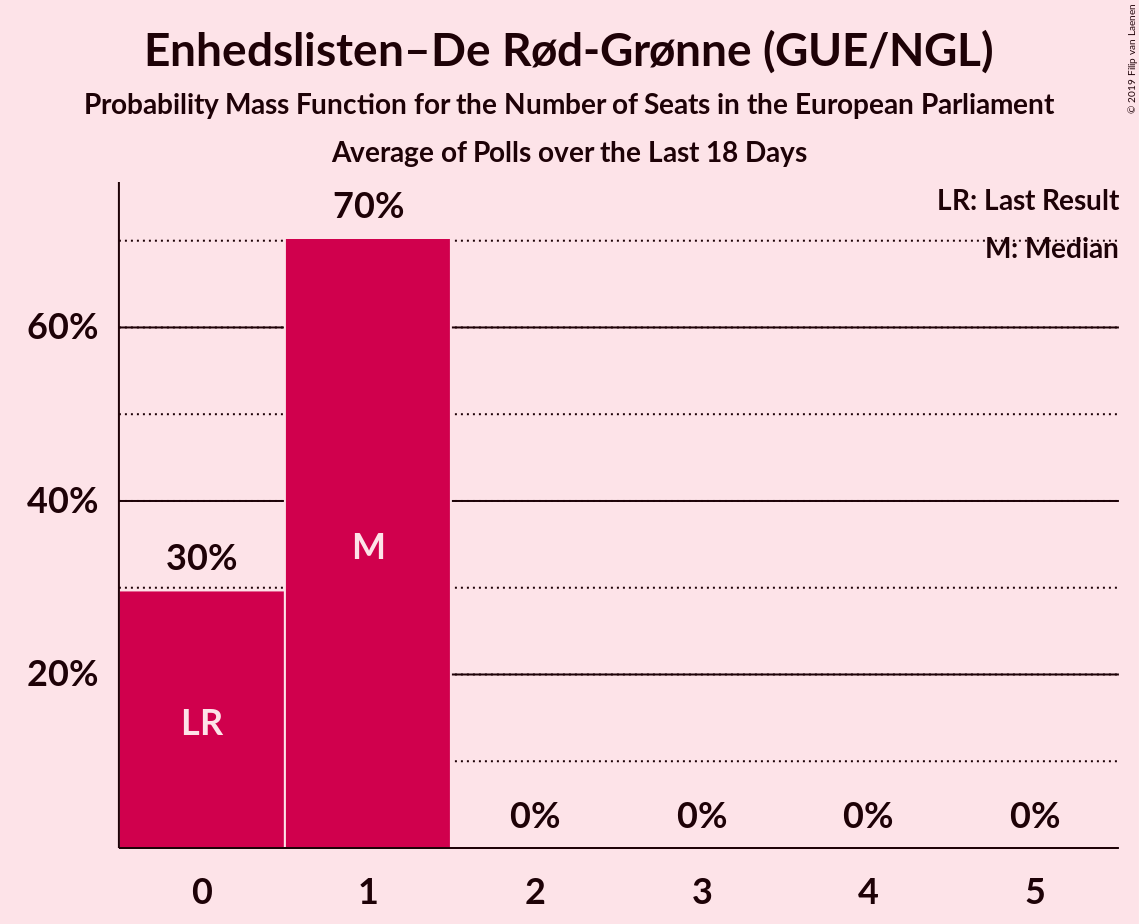 Enhedslisten–De Rød-Grønne (GUE/NGL)
Probability Mass Function for the Number of Seats in the European Parliament
Average of Polls over the Last 18 Days
© 2019 Filip van Laenen
LR: Last Result
M: Median
70%
60%
40%
30%
20%
M
LR
0%
0%
0%
0%
0
1
2
3
4
5